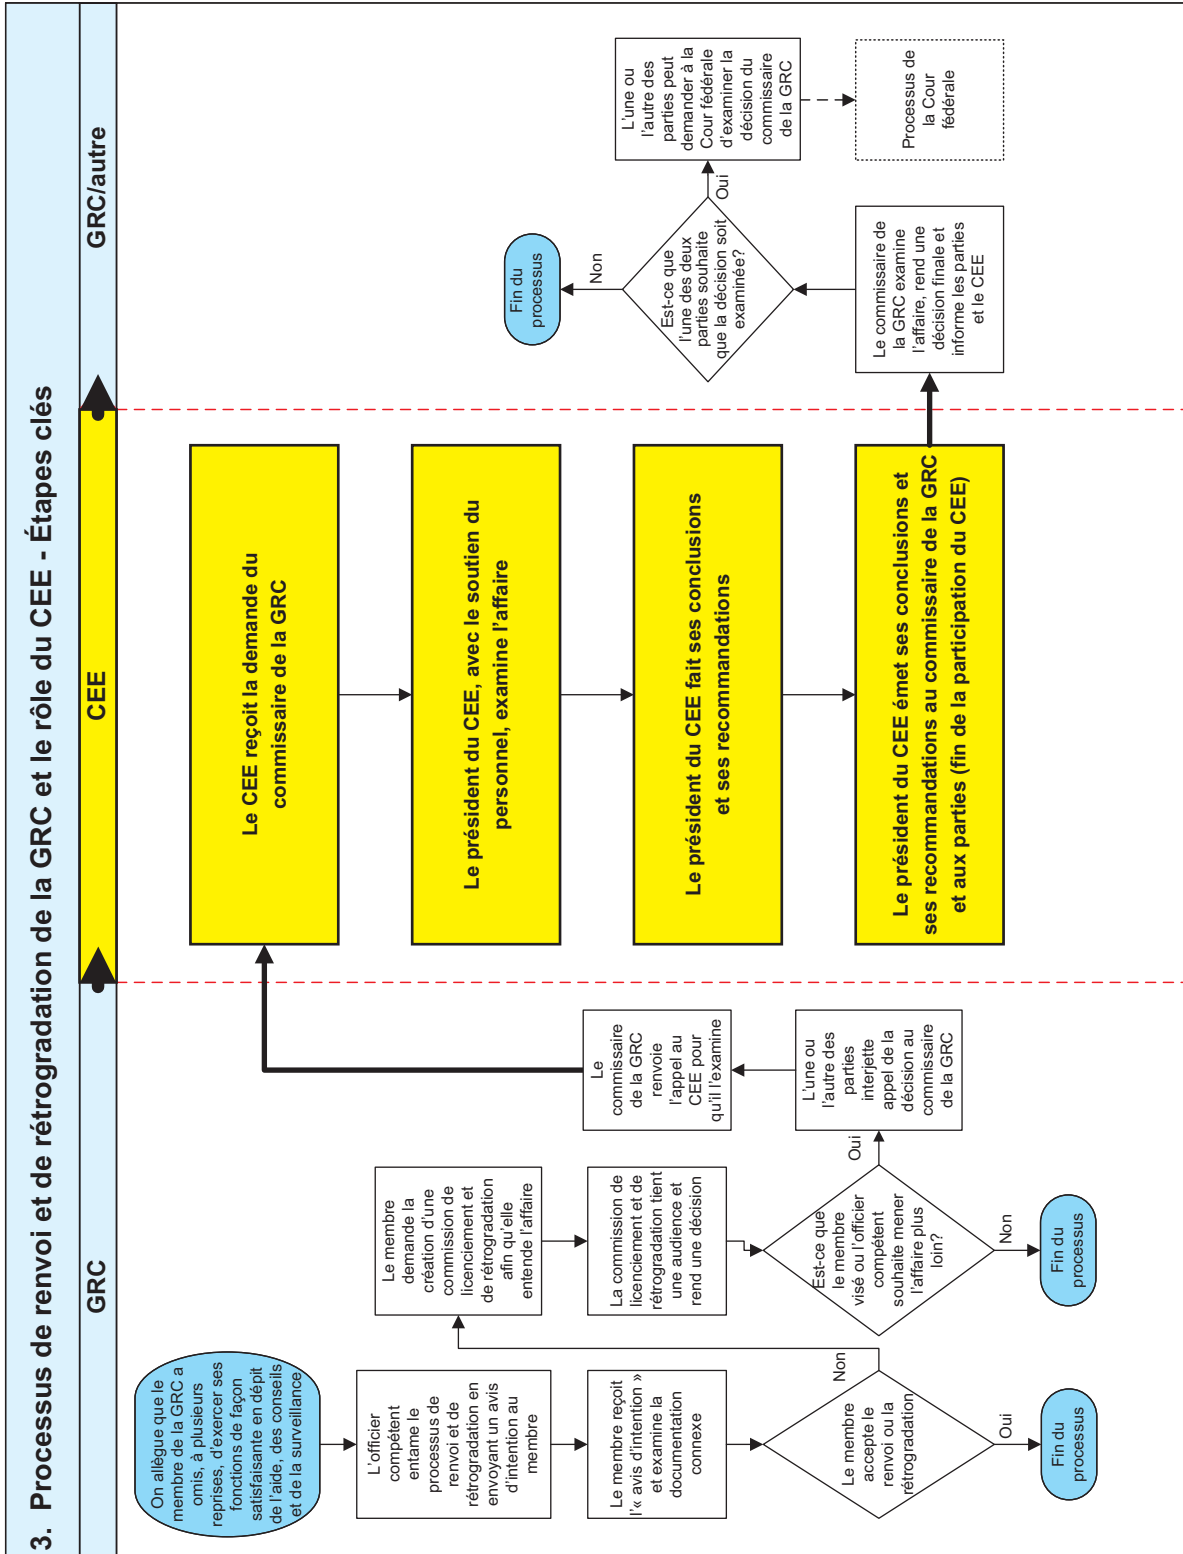 3. Processus de renvoi et de rétrogradation de la GRC et le rôle du CEE - Étapes clés
GRC
CEE
GRC/autre
On allègue que le
membre de la GRC a
omis, à plusieurs
reprises, d'exercer ses
fonctions de façon
satisfaisante en dépit
de l'aide, des conseils
et de la surveillance
L'officier
compétent
entame le
processus de
renvoi et de
rétrogradation en
envoyant un avis
d'intention au
membre
Le membre reçoit
l'« avis d'intention »
et examine la
documentation
connexe
Le membre
accepte le
renvoi ou la
rétrogradation
Oui
Fin du
processus
Non
Le membre
demande la
création d'une
commission de
licenciement et
de rétrogradation
afin qu'elle
entende l'affaire
La commission de
licenciement et de
rétrogradation tient
une audience et
rend une décision
Est-ce que
le membre
visé ou l'officier
compétent
souhaite mener
l'affaire plus
loin?
Non
Fin du
processus
Oui
L'une ou
l'autre des
parties
interjette
appel de la
décision au
commissaire
de la GRC
Le
commissaire
de la GRC
renvoie
l'appel au
CEE pour
qu'il l'examine
Le CEE reçoit la demande du
commissaire de la GRC
Le président du CEE, avec le soutien du
personnel, examine l'affaire
Le président du CEE fait ses conclusions
et ses recommandations
Le président du CEE émet ses conclusions et
ses recommandations au commissaire de la GRC
et aux parties (fin de la participation du CEE)
Le commissaire de
la GRC examine
l'affaire, rend une
décision finale et
informe les parties
et le CEE
Est-ce que
l'une des deux
parties souhaite
que la décision soit
examinée?
Non
Fin du
processus
Oui
L'une ou
l'autre des
parties peut
demander à la
Cour fédérale
d'examiner la
décision du
commissaire
de la GRC
Processus de
la Cour
fédérale